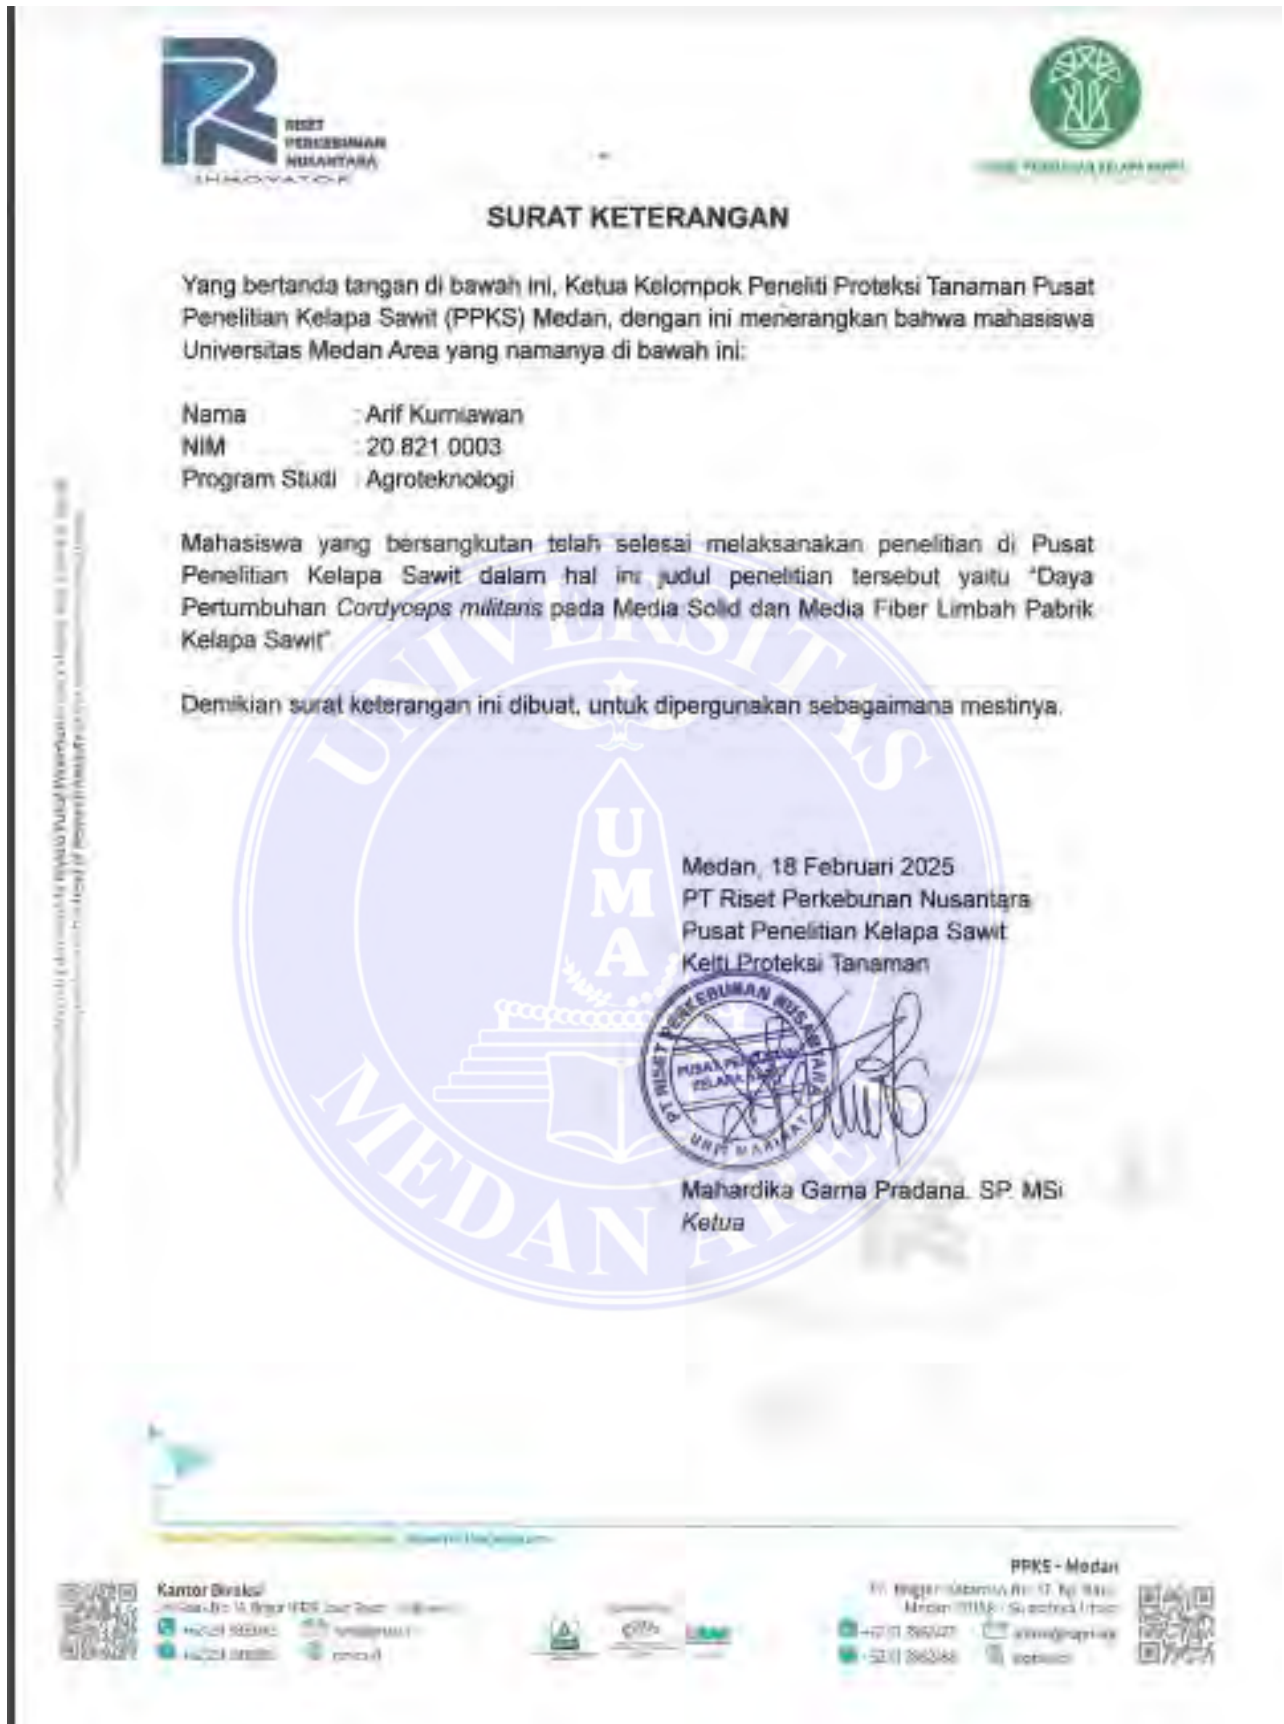 RISET
PERKEBUNAN
NUSANTARA
INNOVATOR
SURAT KETERANGAN
Yang bertanda tangan di bawah ini, Ketua Kelompok Peneliti Proteksi Tanaman Pusat
Penelitian Kelapa Sawit (PPKS) Medan, dengan ini menerangkan bahwa mahasiswa
Universitas Medan Area yang namanya di bawah ini:
Nama : Arif Kurniawan
NIM : 20 821 0003
Program Studi : Agroteknologi
Mahasiswa yang bersangkutan telah selesai melaksanakan penelitian di Pusat
Penelitian Kelapa Sawit dalam hal ini judul penelitian tersebut yaitu "Daya
Pertumbuhan Cordyceps militaris pada Media Solid dan Media Fiber Limbah Pabrik
Kelapa Sawit"
Demikian surat keterangan ini dibuat, untuk dipergunakan sebagaimana mestinya.
UNIVERSITAS
UMA
MEDAN AREA
Medan, 18 Februari 2025
PT Riset Perkebunan Nusantara
Pusat Penelitian Kelapa Sawit
Kelti Proteksi Tanaman
PT RISET PERKEBUNAN NUSANTARA
PUSAT PENELITIAN
KELAPA SAWIT
UNIT MARIHAT
Mahardika Gama Pradana. SP. MSi
Ketua
Kantor Direksi
PPKS - Medan